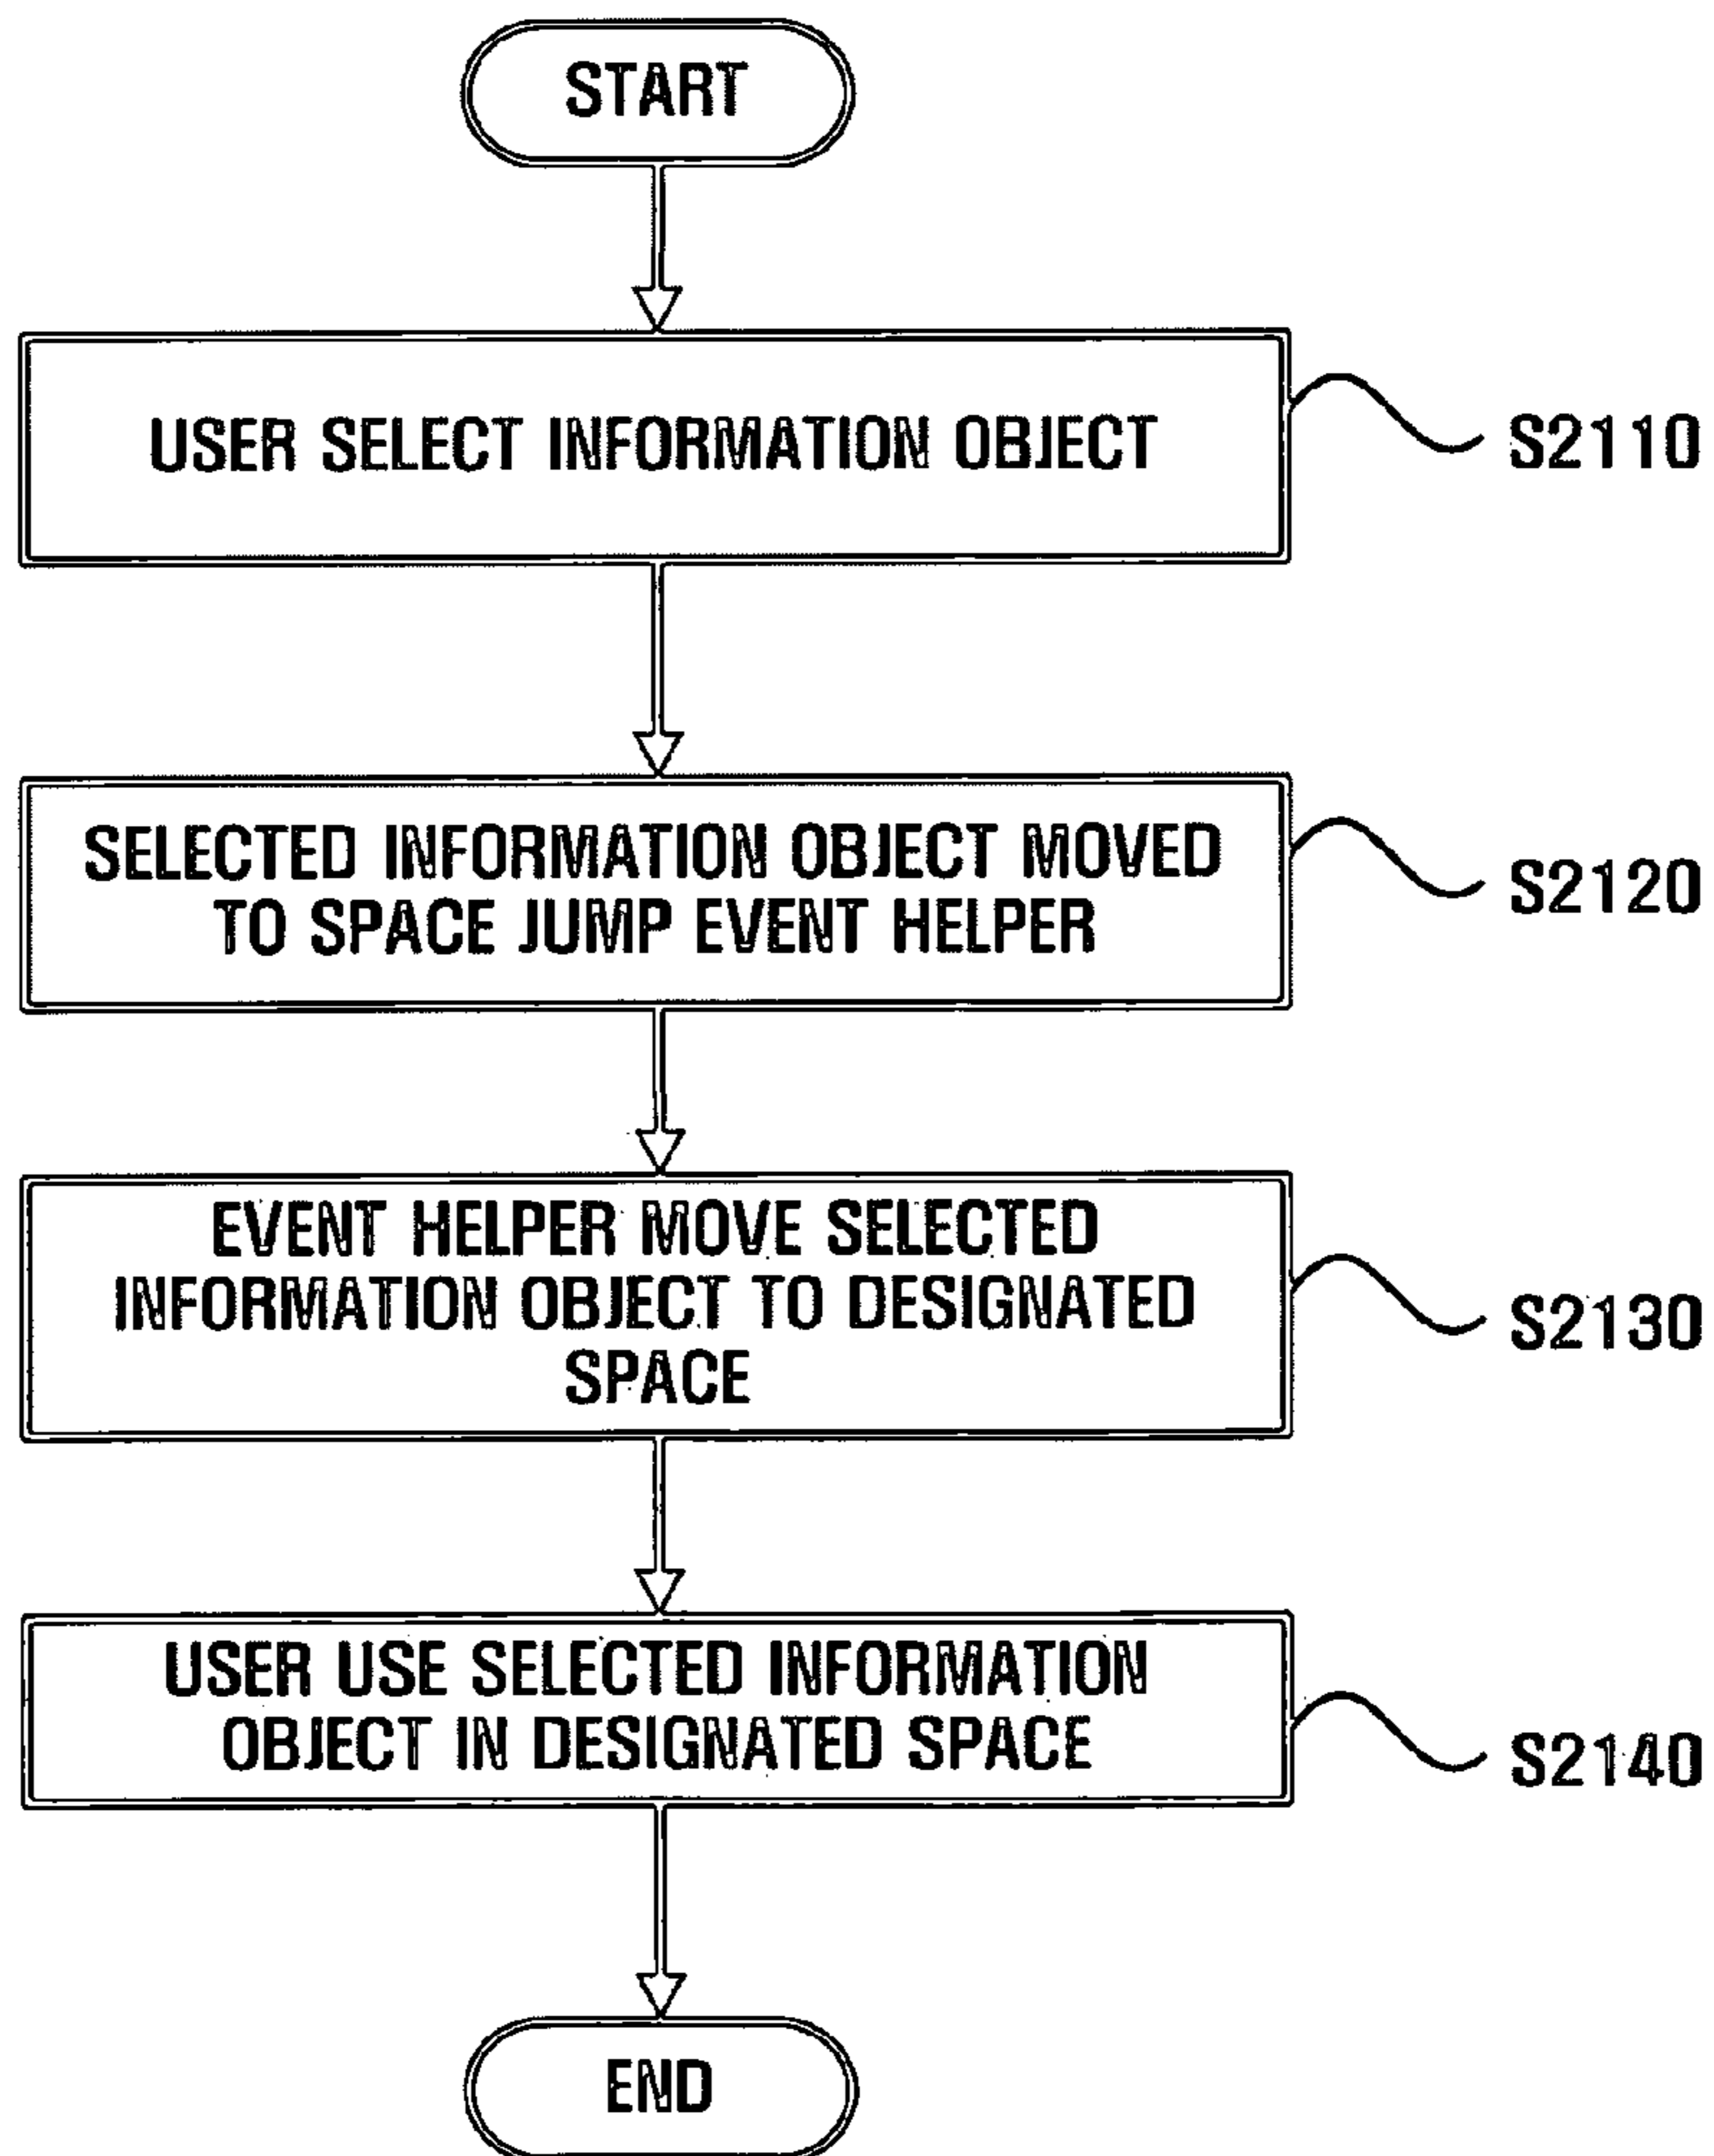 START
USER SELECT INFORMATION OBJECT
S2110
SELECTED INFORMATION OBJECT MOVED
TO SPACE JUMP EVENT HELPER
S2120
EVENT HELPER MOVE SELECTED
INFORMATION OBJECT TO DESIGNATED
SPACE
S2130
USER USE SELECTED INFORMATION
OBJECT IN DESIGNATED SPACE
S2140
END